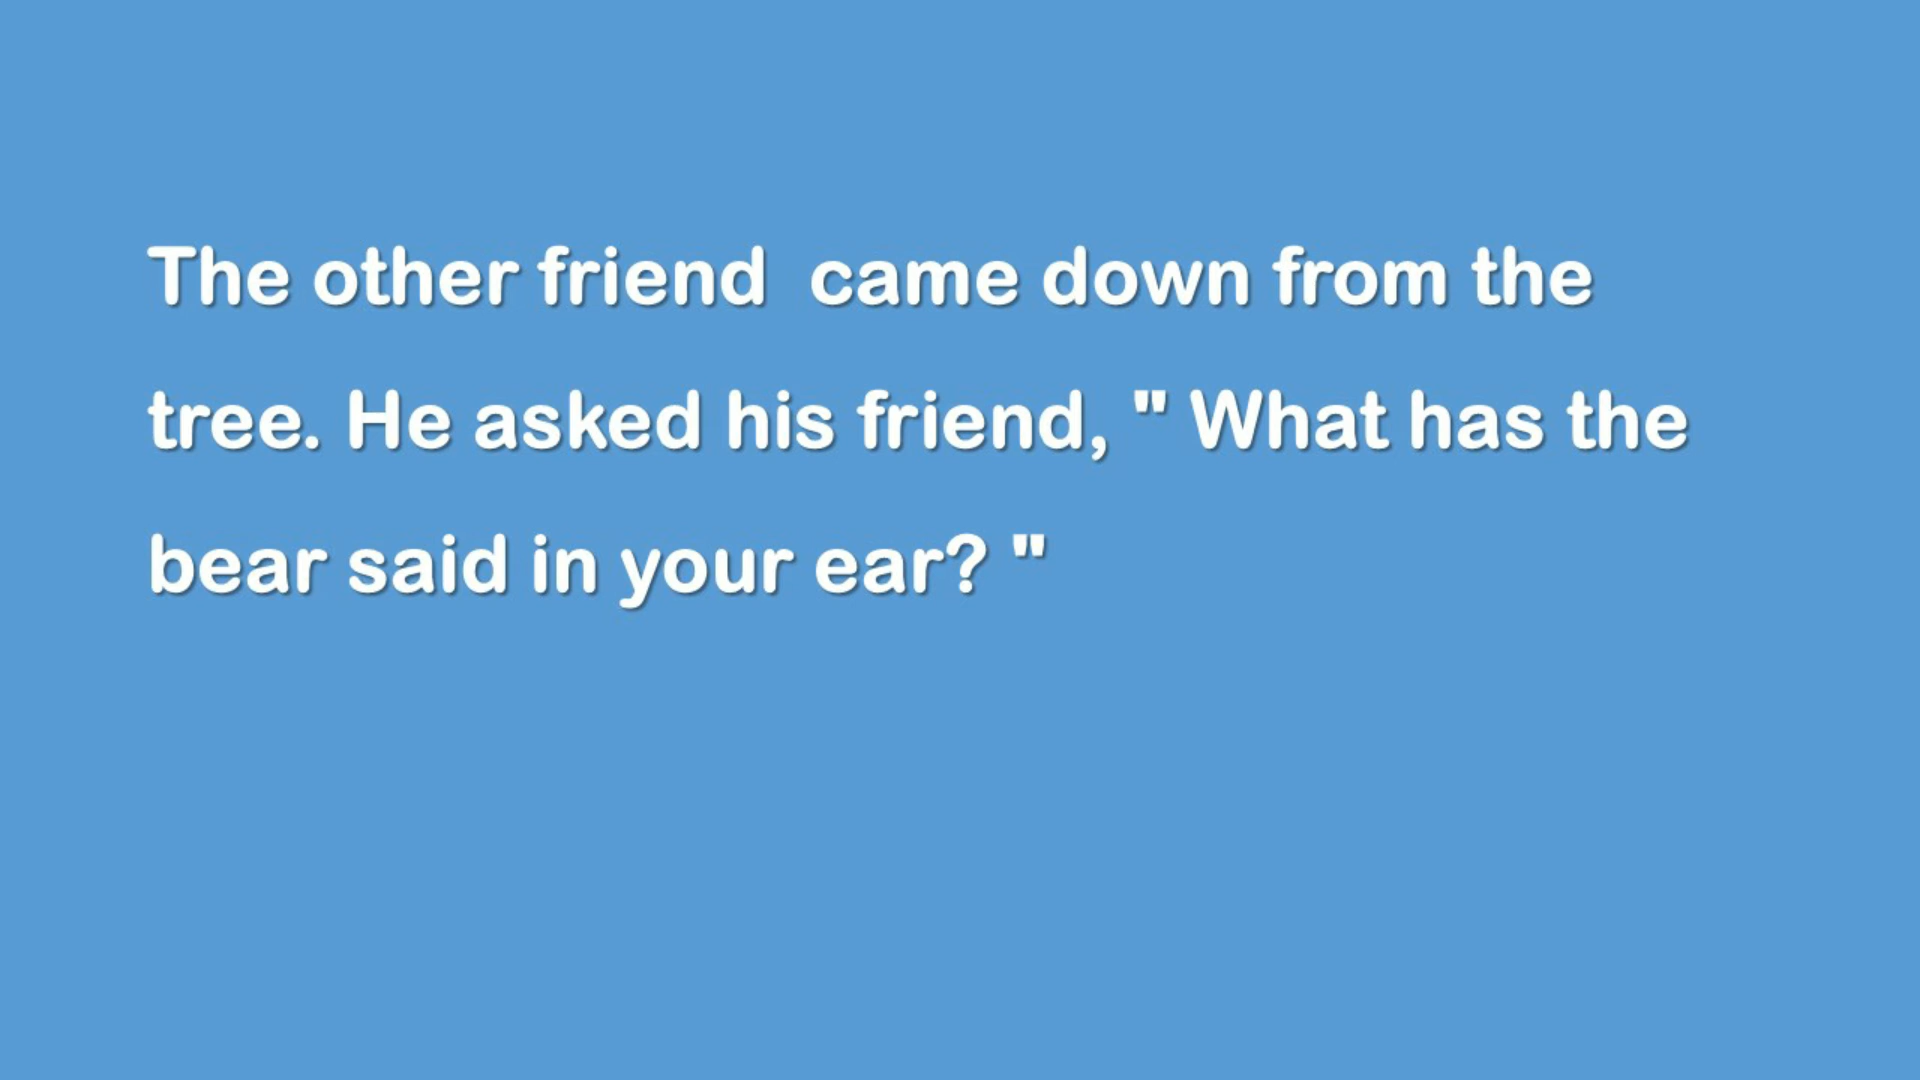 The other friend  came down from the
tree. He asked his friend, " What has the
bear said in your ear? "